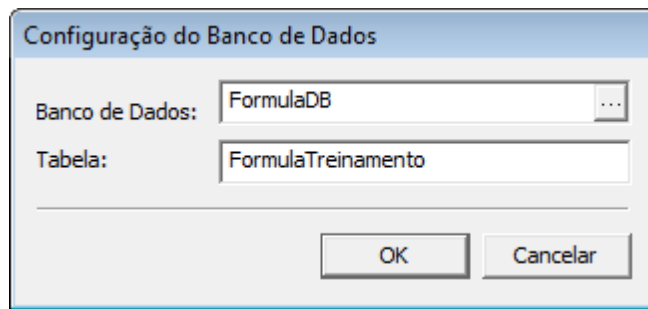 Configuração do Banco de Dados
Banco de Dados: FormulaDB ...
Tabela: FormulaTreinamento
OK Cancelar